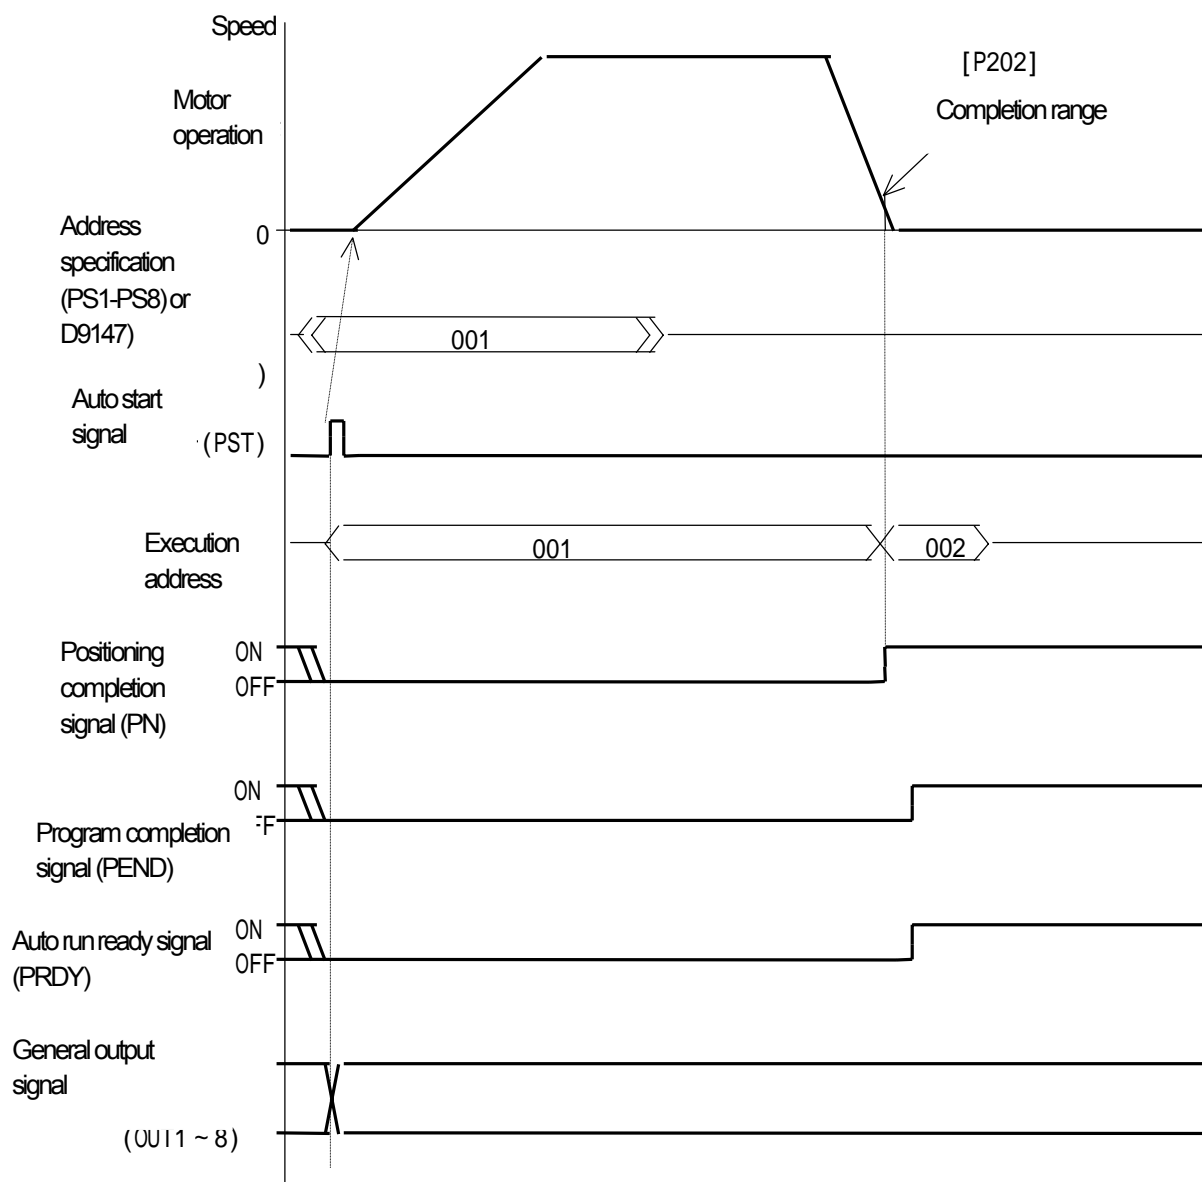 Speed
[P202]
Completion range
Motor
operation
Address
specification
(PS1-PS8) or
D9147)
0
001
)
Auto start
signal
(PST)
Execution
address
001
002
Positioning
completion
signal (PN)
ON
OFF
ON
Program completion
signal (PEND)
Auto run ready signal
(PRDY)
ON
OFF
General output
signal
(OUT1 ~ 8)